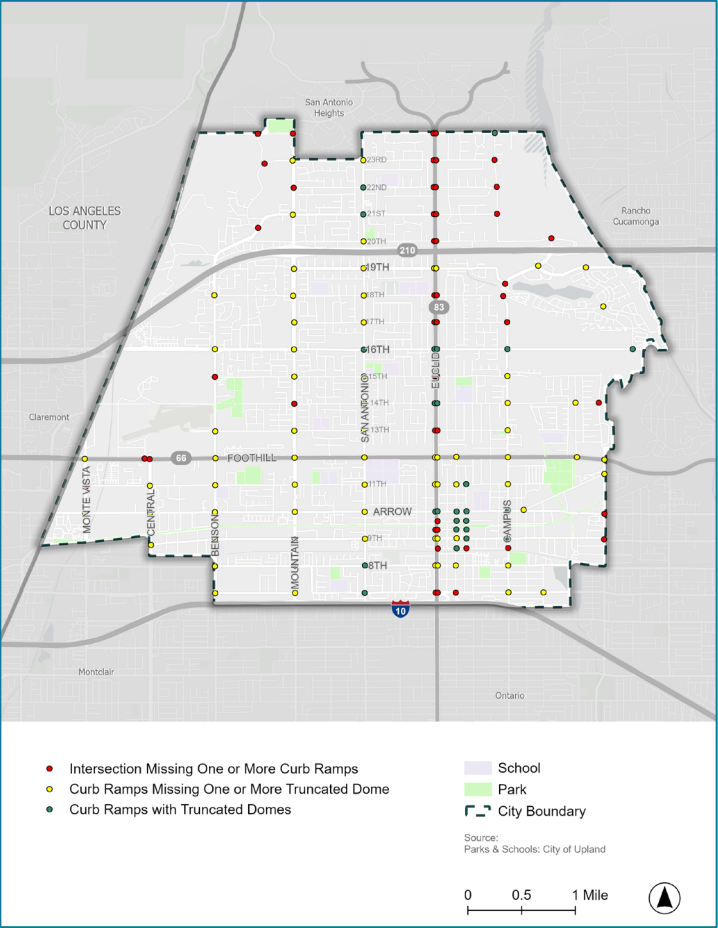 San Antonio
Heights
23RD
22ND
LOS ANGELES
COUNTY
21ST
Rancho
Cucamonga
20TH
210
19TH
18TH
83
17TH
16TH
EUCLID
15TH
SAN ANTONIO
14TH
Claremont
13TH
66
FOOTHILL
MONTE VISTA
CENTRAL
11TH
BENSON
MOUNTAIN
ARROW
CAMPUS
9TH
8TH
10
Montclair
Ontario
Intersection Missing One or More Curb Ramps
Curb Ramps Missing One or More Truncated Dome
Curb Ramps with Truncated Domes
School
Park
City Boundary
Source:
Parks & Schools: City of Upland
0 0.5 1 Mile